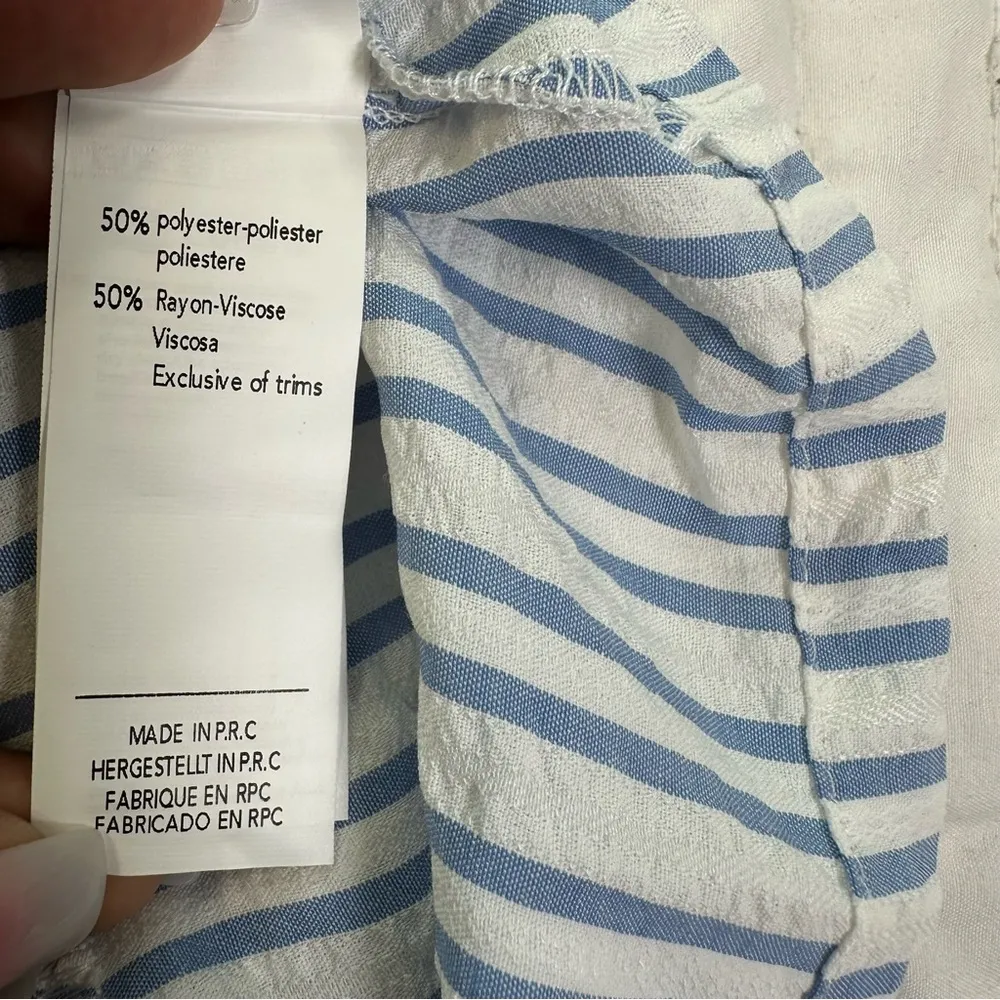 50% polyester-poliester
poliestere
50% Rayon-Viscose
Viscosa
Exclusive of trims
MADE IN P.R.C
HERGESTELLT IN P.R.C
FABRIQUE EN RPC
FABRICADO EN RPC